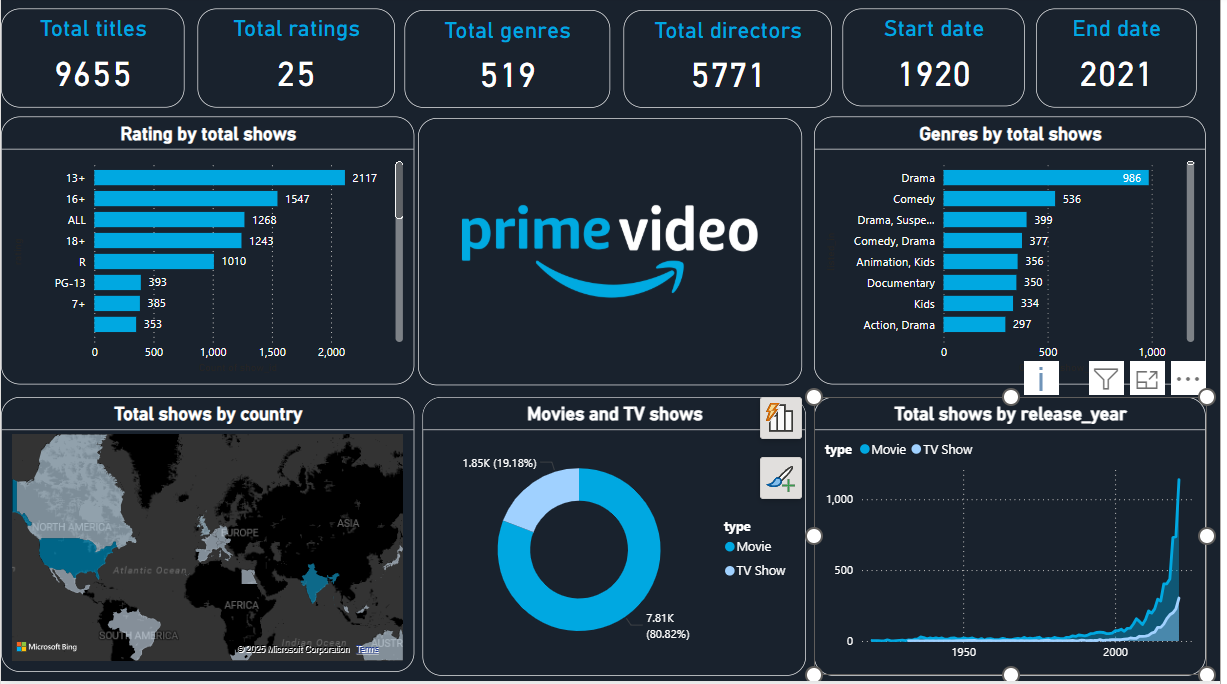 Total titles
9655
Total ratings
25
Total genres
519
Total directors
5771
Start date
1920
End date
2021
Rating by total shows
13+ 2117
16+ 1547
ALL 1268
18+ 1243
R 1010
PG-13 393
7+ 385
353
0 500 1,000 1,500 2,000
prime video
Genres by total shows
Drama 986
Comedy 536
Drama, Suspe... 399
Comedy, Drama 377
Animation, Kids 356
Documentary 350
Kids 334
Action, Drama 297
0 500 1,000
Total shows by country
NORTH AMERICA
EUROPE
ASIA
Atlantic Ocean
AFRICA
SOUTH AMERICA
Indian Ocean
AUSTR
Microsoft Bing
© 2025 Microsoft Corporation Terms
Movies and TV shows
1.85K (19.18%)
7.81K
(80.82%)
type
Movie
TV Show
Total shows by release_year
type Movie TV Show
1,000
500
0
1950 2000